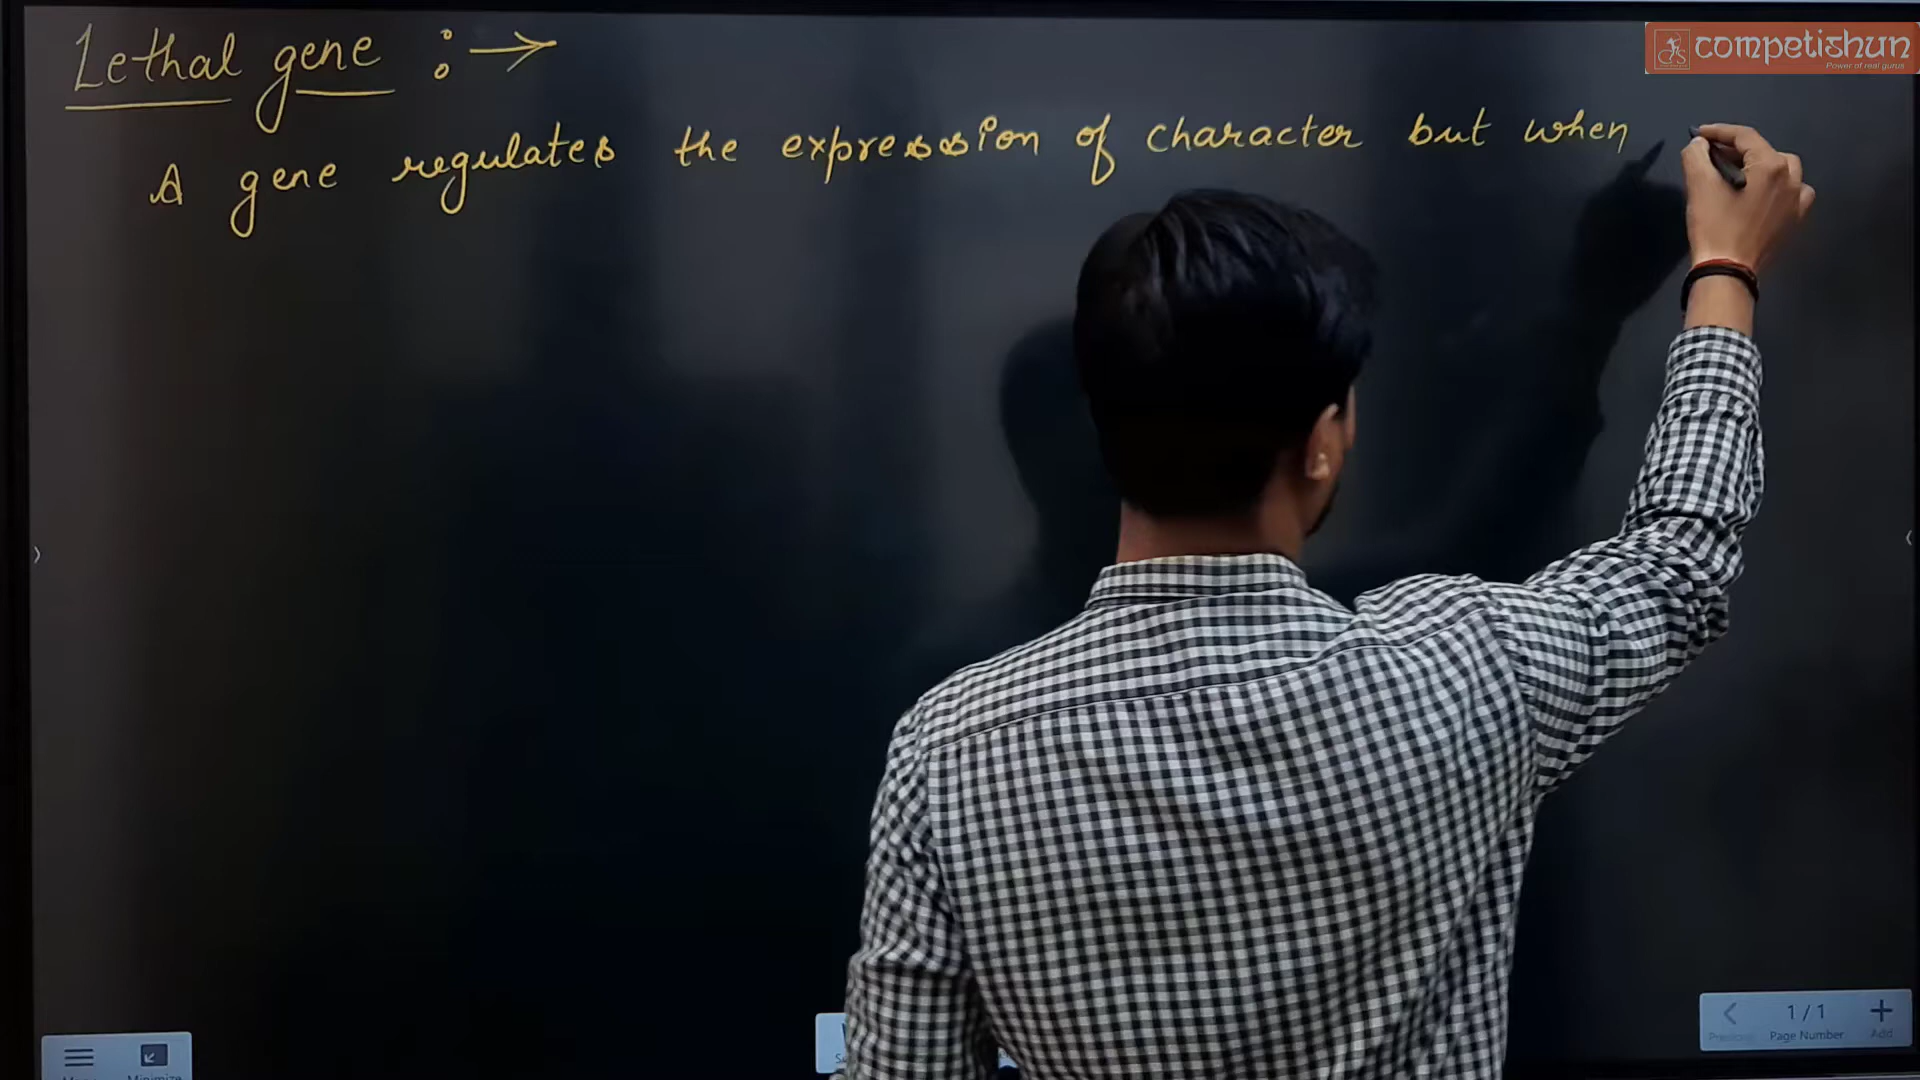 Lethal gene :→
competishun
Power of real gurus
A gene regulates the expression of character but when
1/1
Page Number
Add
Minimize